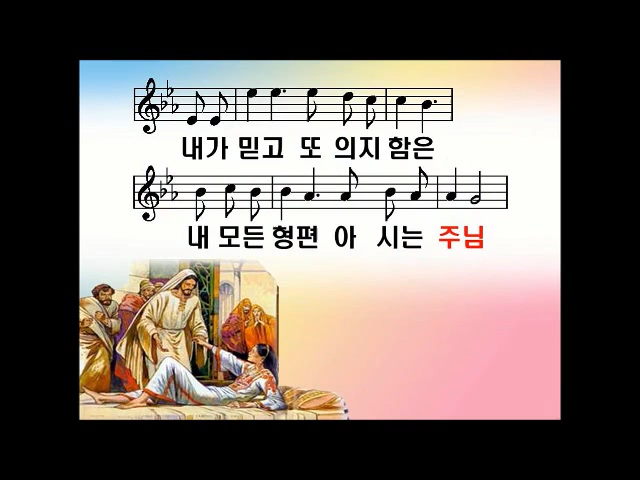 내가 믿고 또 의지 함은
내 모든 형편 아 시는 주님